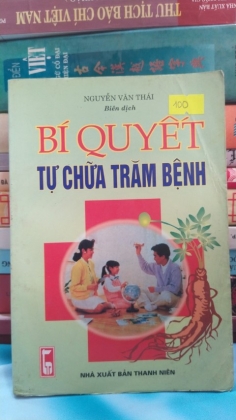 THƯ TỊCH BÁO CHÍ VIỆT NAM
VIỆT
NGUYỄN VĂN THÁI
Biên dịch
100
BÍ QUYẾT
TỰ CHỮA TRĂM BỆNH
NHÀ XUẤT BẢN THANH NIÊN